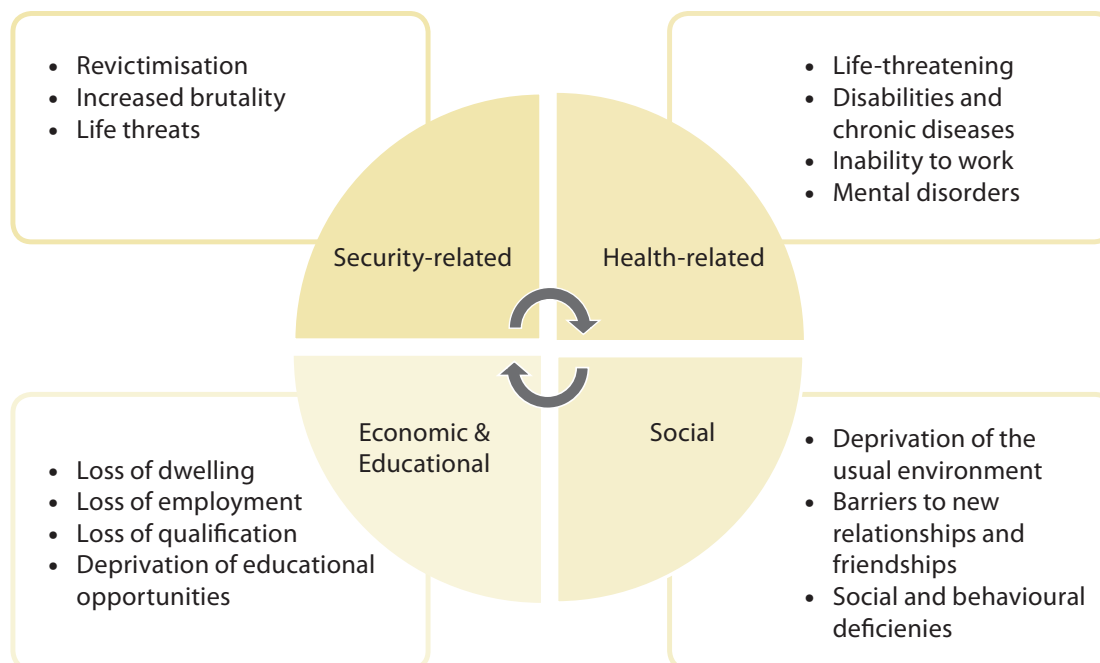 • Revictimisation
• Increased brutality
• Life threats
• Life-threatening
• Disabilities and
chronic diseases
• Inability to work
• Mental disorders
Security-related
Health-related
Economic &
Educational
Social
• Loss of dwelling
• Loss of employment
• Loss of qualification
• Deprivation of educational
opportunities
• Deprivation of the
usual environment
• Barriers to new
relationships and
friendships
• Social and behavioural
deficienies